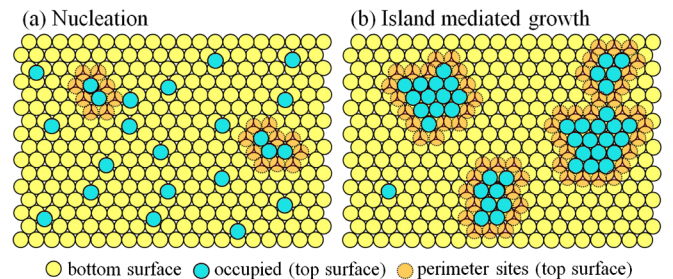 (a) Nucleation
(b) Island mediated growth
bottom surface occupied (top surface) perimeter sites (top surface)